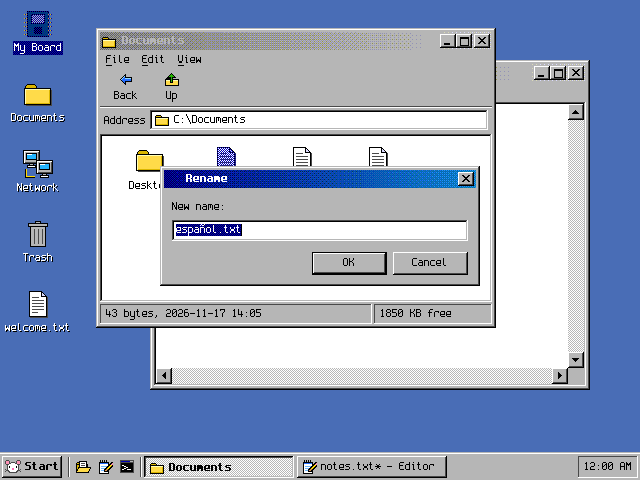 My Board
Documents
Network
Trash
welcome.txt
Documents
File Edit View
Back Up
Address C:\Documents
Rename
New name:
español.txt
OK Cancel
43 bytes, 2026-11-17 14:05 1850 KB free
Start Documents notes.txt* - Editor 12:00 AM